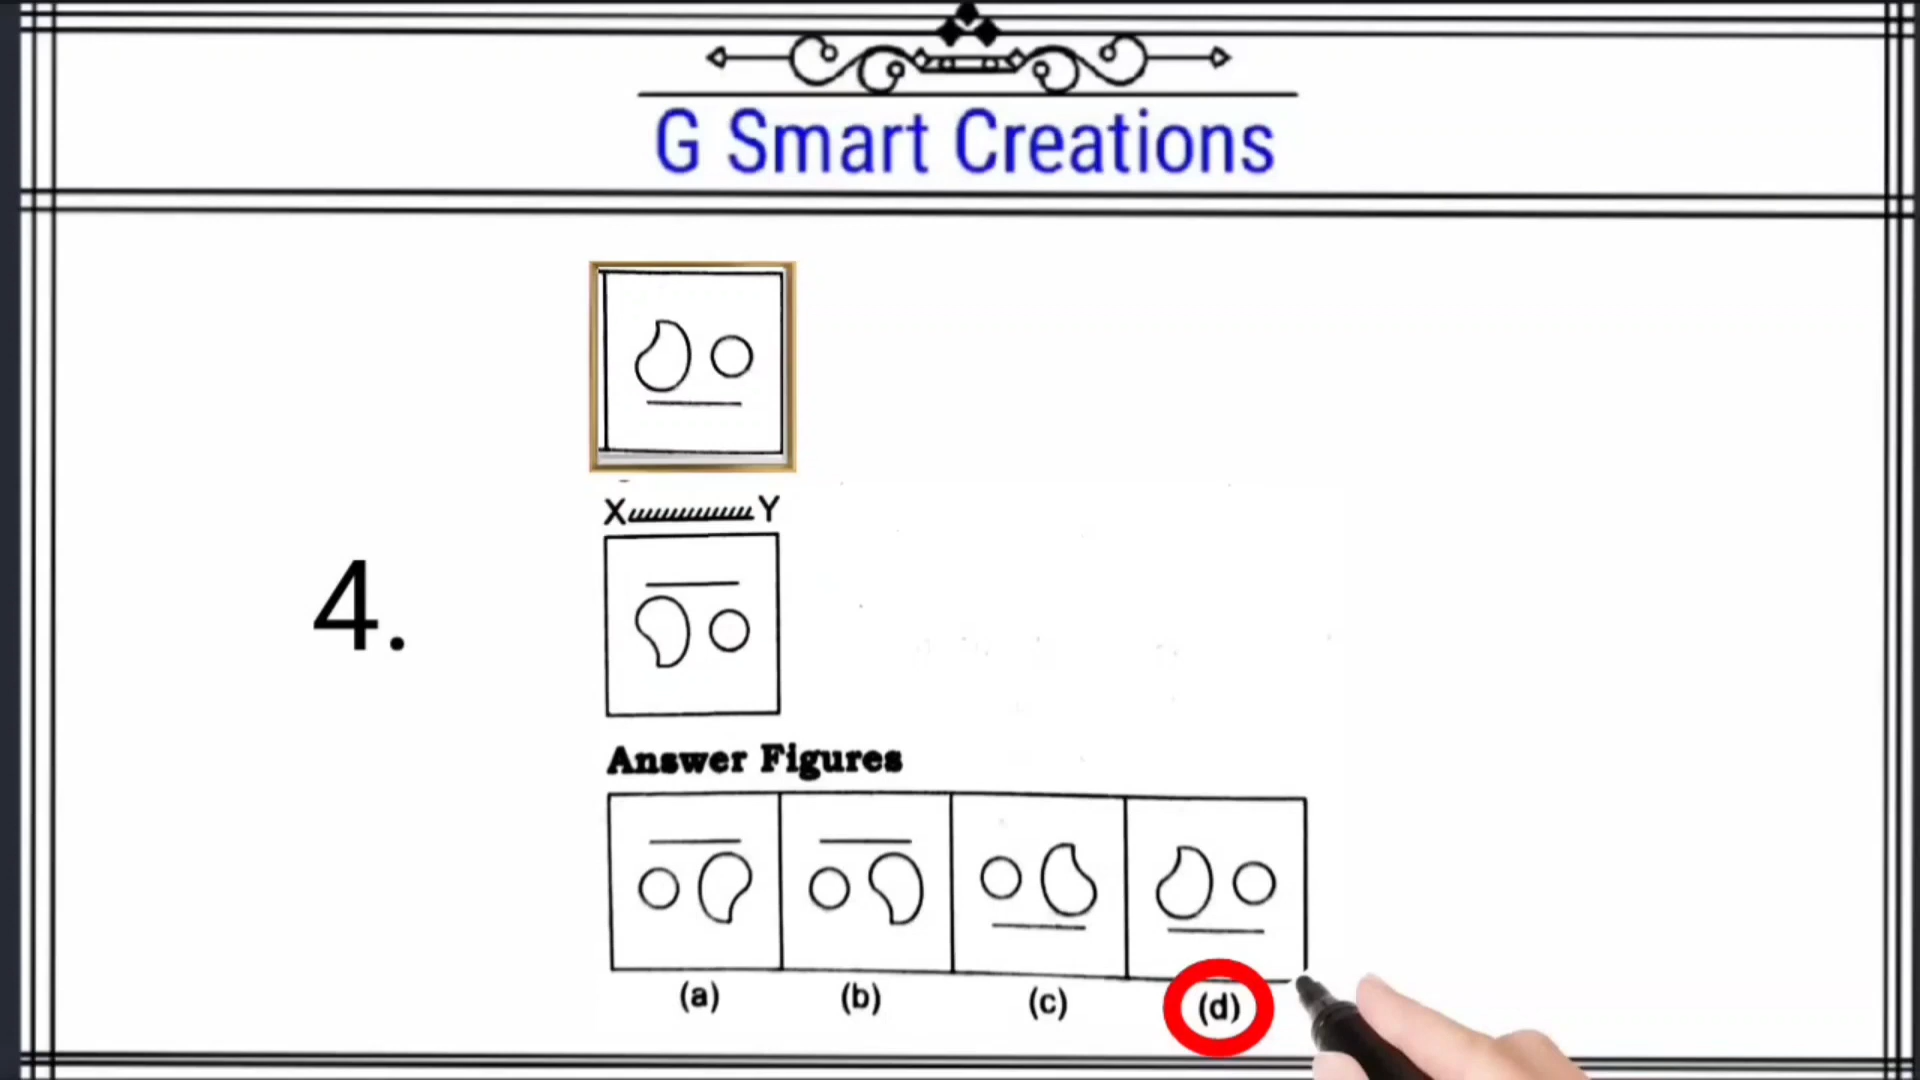 G Smart Creations
X Y
4.
Answer Figures
(a) (b) (c) (d)